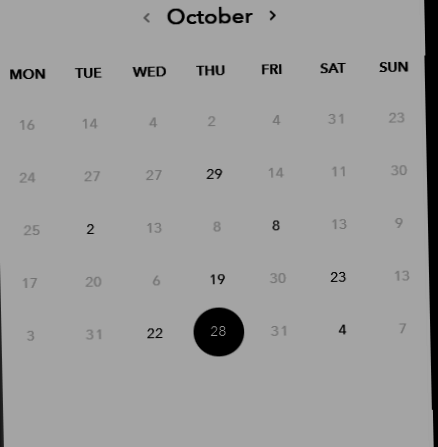 ‹ October ›
MON TUE WED THU FRI SAT SUN
16 14 4 2 4 31 23
24 27 27 29 14 11 30
25 2 13 8 8 13 9
17 20 6 19 30 23 13
3 31 22 28 31 4 7